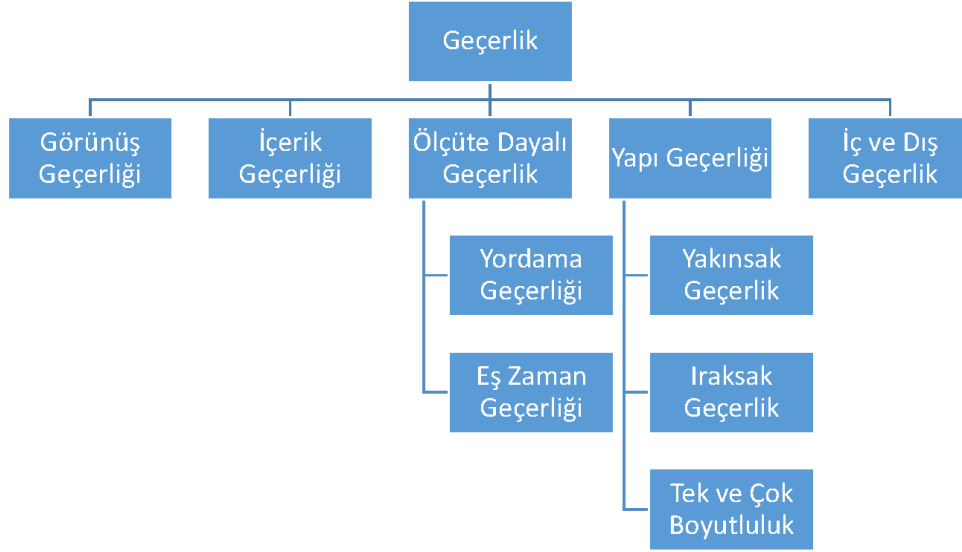 Geçerlik
Görünüş
Geçerliği
İçerik
Geçerliği
Ölçüte Dayalı
Geçerlik
Yapı Geçerliği
İç ve Dış
Geçerlik
Yordama
Geçerliği
Eş Zaman
Geçerliği
Yakınsak
Geçerlik
Iraksak
Geçerlik
Tek ve Çok
Boyutluluk